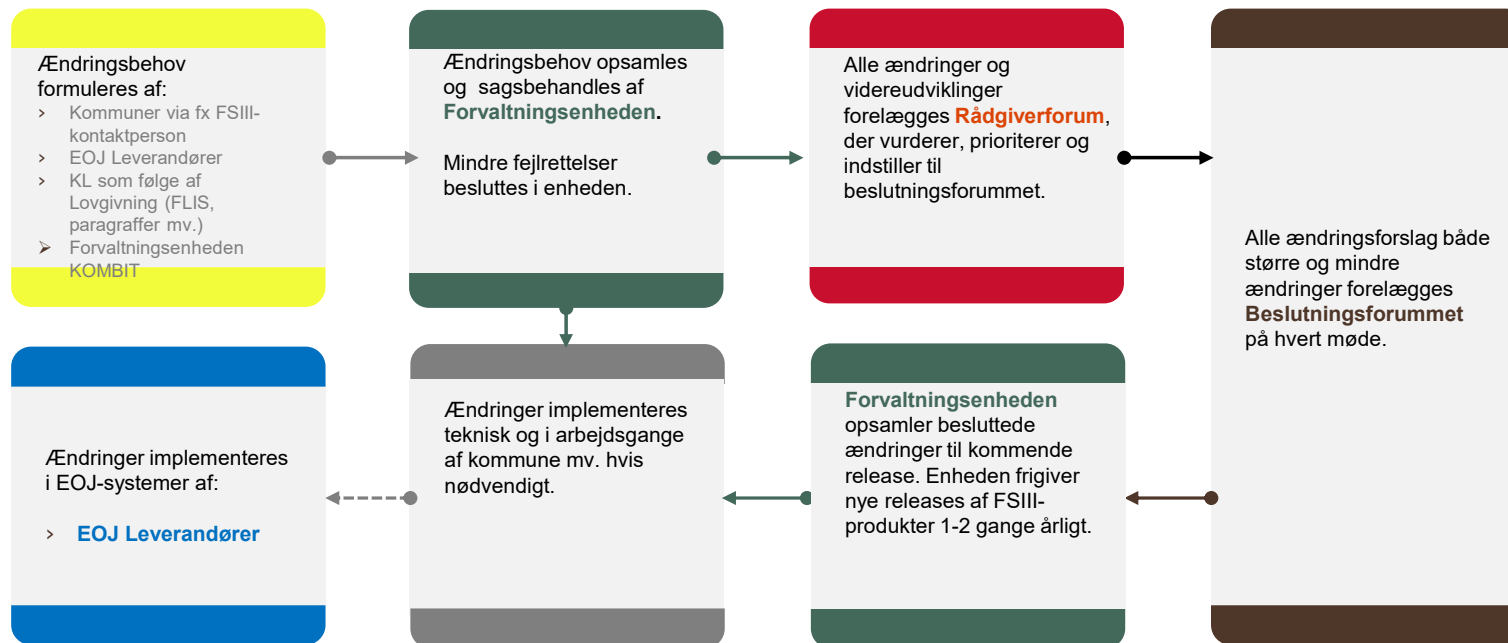 Ændringsbehov
formuleres af:
› Kommuner via fx FSIII-
kontaktperson
› EOJ Leverandører
› KL som følge af
Lovgivning (FLIS,
paragraffer mv.)
➢ Forvaltningsenheden
KOMBIT
Ændringsbehov opsamles
og sagsbehandles af
Forvaltningsenheden.
Mindre fejlrettelser
besluttes i enheden.
Alle ændringer og
videreudviklinger
forelægges Rådgiverforum,
der vurderer, prioriterer og
indstiller til
beslutningsforummet.
Alle ændringsforslag både
større og mindre
ændringer forelægges
Beslutningsforummet
på hvert møde.
Forvaltningsenheden
opsamler besluttede
ændringer til kommende
release. Enheden frigiver
nye releases af FSIII-
produkter 1-2 gange årligt.
Ændringer implementeres
teknisk og i arbejdsgange
af kommune mv. hvis
nødvendigt.
Ændringer implementeres
i EOJ-systemer af:
› EOJ Leverandører